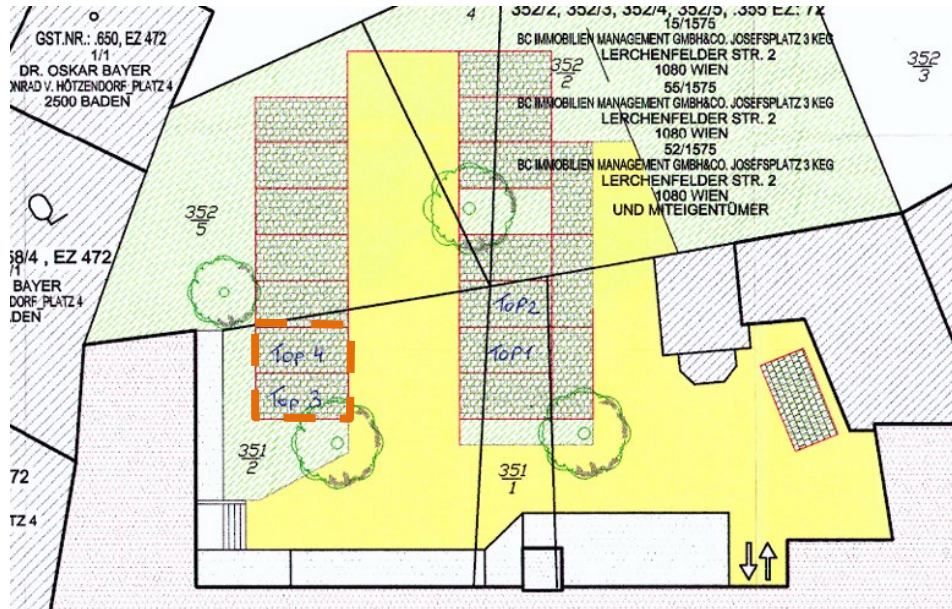 GST.NR.: .650, EZ 472
1/1
DR. OSKAR BAYER
ONRAD V. HÖTZENDORF_PLATZ 4
2500 BADEN
4
352/2, 352/3, 352/4, 352/5, .355 EZ: 72
15/1575
BC IMMOBILIEN MANAGEMENT GMBH&CO. JOSEFSPLATZ 3 KEG
LERCHENFELDER STR. 2
1080 WIEN
55/1575
BC IMMOBILIEN MANAGEMENT GMBH&CO. JOSEFSPLATZ 3 KEG
LERCHENFELDER STR. 2
1080 WIEN
52/1575
BC IMMOBILIEN MANAGEMENT GMBH&CO. JOSEFSPLATZ 3 KEG
LERCHENFELDER STR. 2
1080 WIEN
UND MITEIGENTÜMER
352
2
352
3
352
5
68/4 , EZ 472
/1
BAYER
DORF_PLATZ 4
DEN
TOP2
Top 4
TOP1
Top 3
351
2
351
1
72
TZ 4